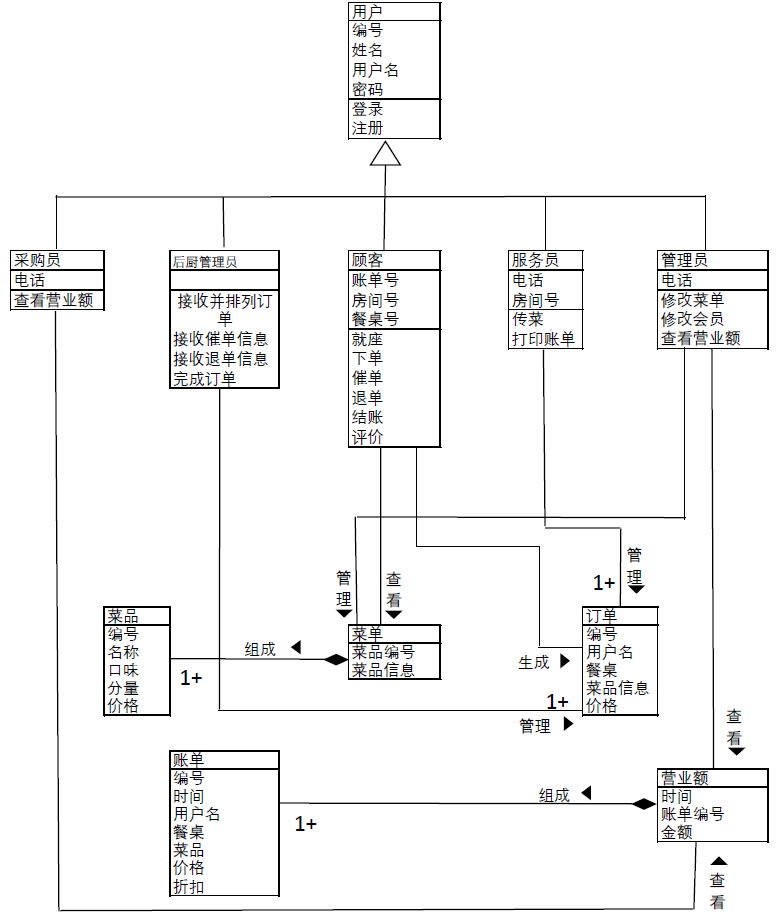 用户
编号
姓名
用户名
密码
登录
注册
采购员
电话
查看营业额
后厨管理员
接收并排列订
单
接收催单信息
接收退单信息
完成订单
顾客
账单号
房间号
餐桌号
就座
下单
催单
退单
结账
评价
服务员
电话
房间号
传菜
打印账单
管理员
电话
修改菜单
修改会员
查看营业额
管
理
查
看
1+
管
理
菜品
编号
名称
口味
分量
价格
1+
组成
菜单
菜品编号
菜品信息
生成
订单
编号
用户名
餐桌
菜品信息
价格
1+
管理
账单
编号
时间
用户名
餐桌
菜品
价格
折扣
1+
组成
查
看
营业额
时间
账单编号
金额
查
看